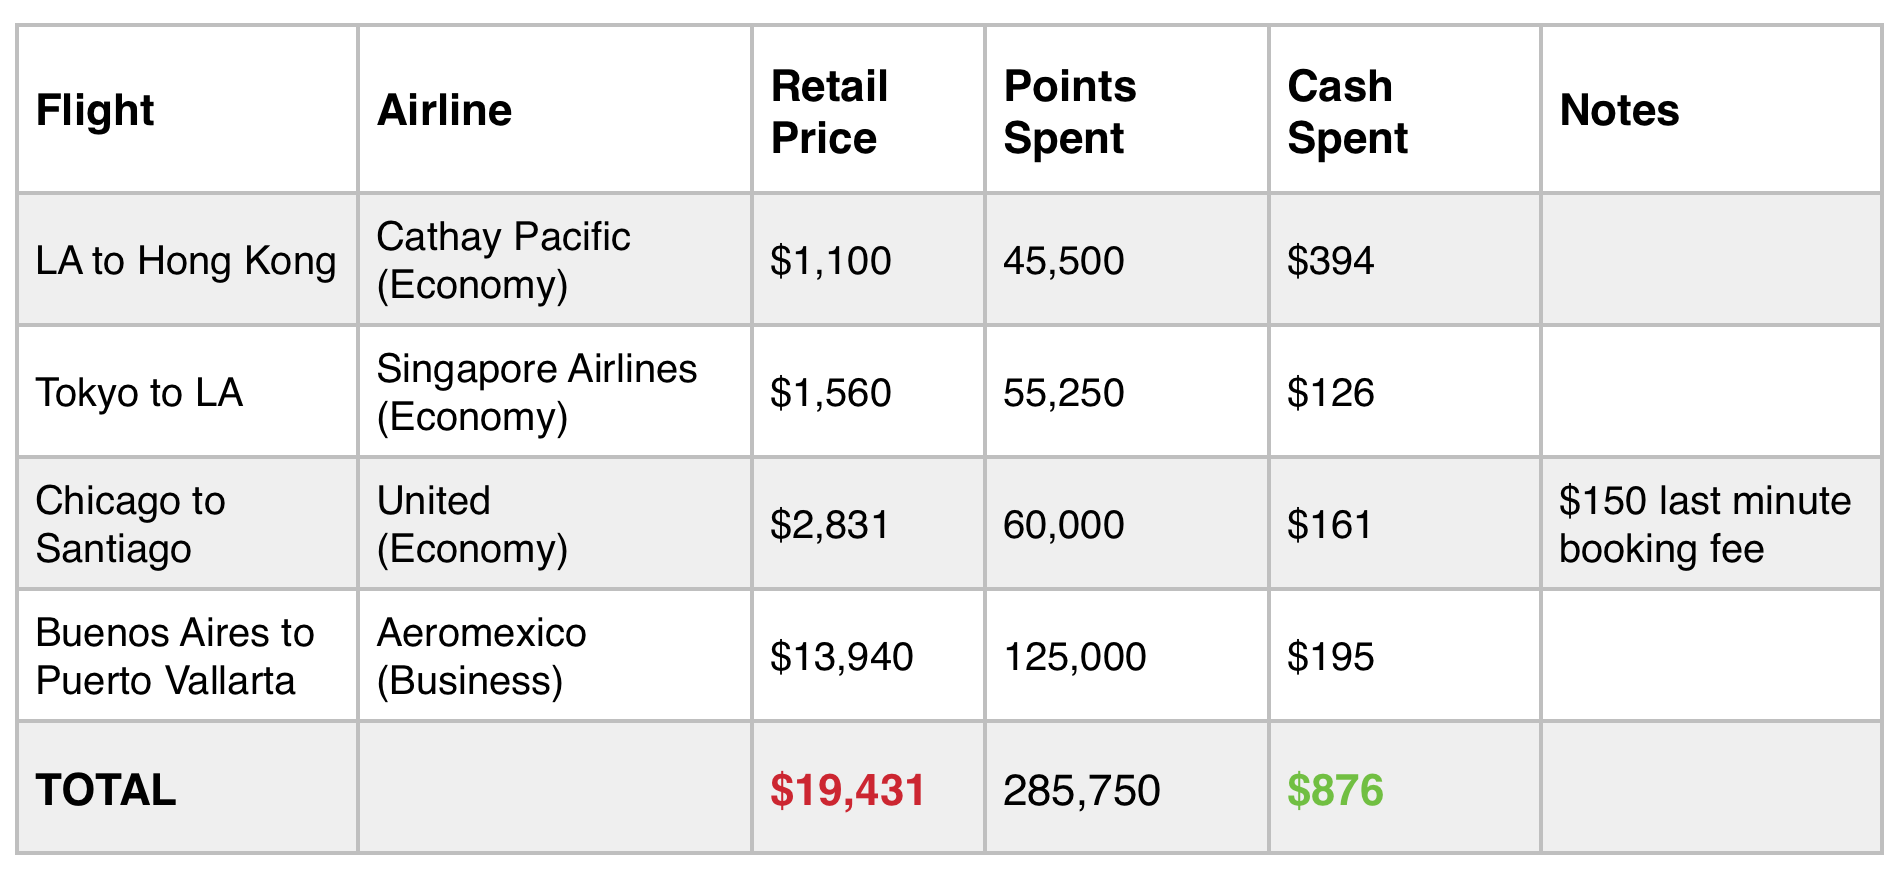 Flight
Airline
Retail
Price
Points
Spent
Cash
Spent
Notes
LA to Hong Kong
Cathay Pacific
(Economy)
$1,100
45,500
$394
Tokyo to LA
Singapore Airlines
(Economy)
$1,560
55,250
$126
Chicago to
Santiago
United
(Economy)
$2,831
60,000
$161
$150 last minute
booking fee
Buenos Aires to
Puerto Vallarta
Aeromexico
(Business)
$13,940
125,000
$195
TOTAL
$19,431
285,750
$876